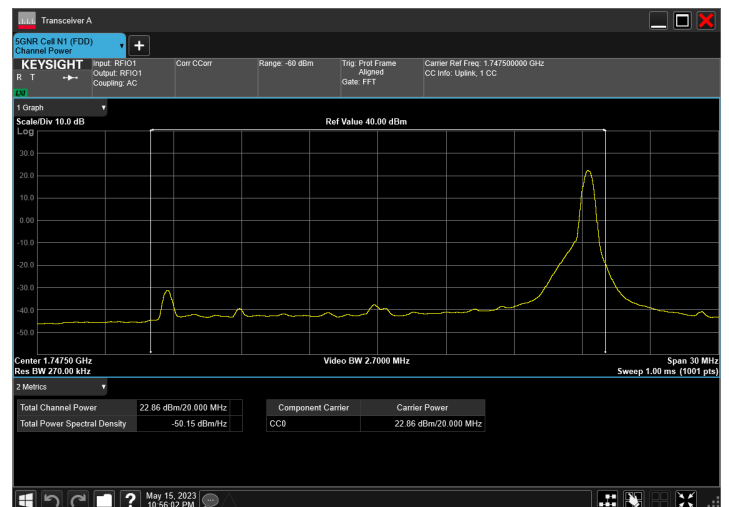 Transceiver A
5GNR Cell N1 (FDD)
Channel Power
KEYSIGHT
R T
LXI
Input: RFIO1
Output: RFIO1
Coupling: AC
Corr CCorr
Range: -60 dBm
Trig: Prot Frame
Aligned
Gate: FFT
Carrier Ref Freq: 1.747500000 GHz
CC Info: Uplink, 1 CC
1 Graph
Scale/Div 10.0 dB
Ref Value 40.00 dBm
Log
30.0
20.0
10.0
0.00
-10.0
-20.0
-30.0
-40.0
-50.0
Center 1.74750 GHz
Video BW 2.7000 MHz
Span 30 MHz
Res BW 270.00 kHz
Sweep 1.00 ms (1001 pts)
2 Metrics
Total Channel Power 22.86 dBm/20.000 MHz
Total Power Spectral Density -50.15 dBm/Hz
Component Carrier Carrier Power
CC0 22.86 dBm/20.000 MHz
?
May 15, 2023
10:56:02 PM